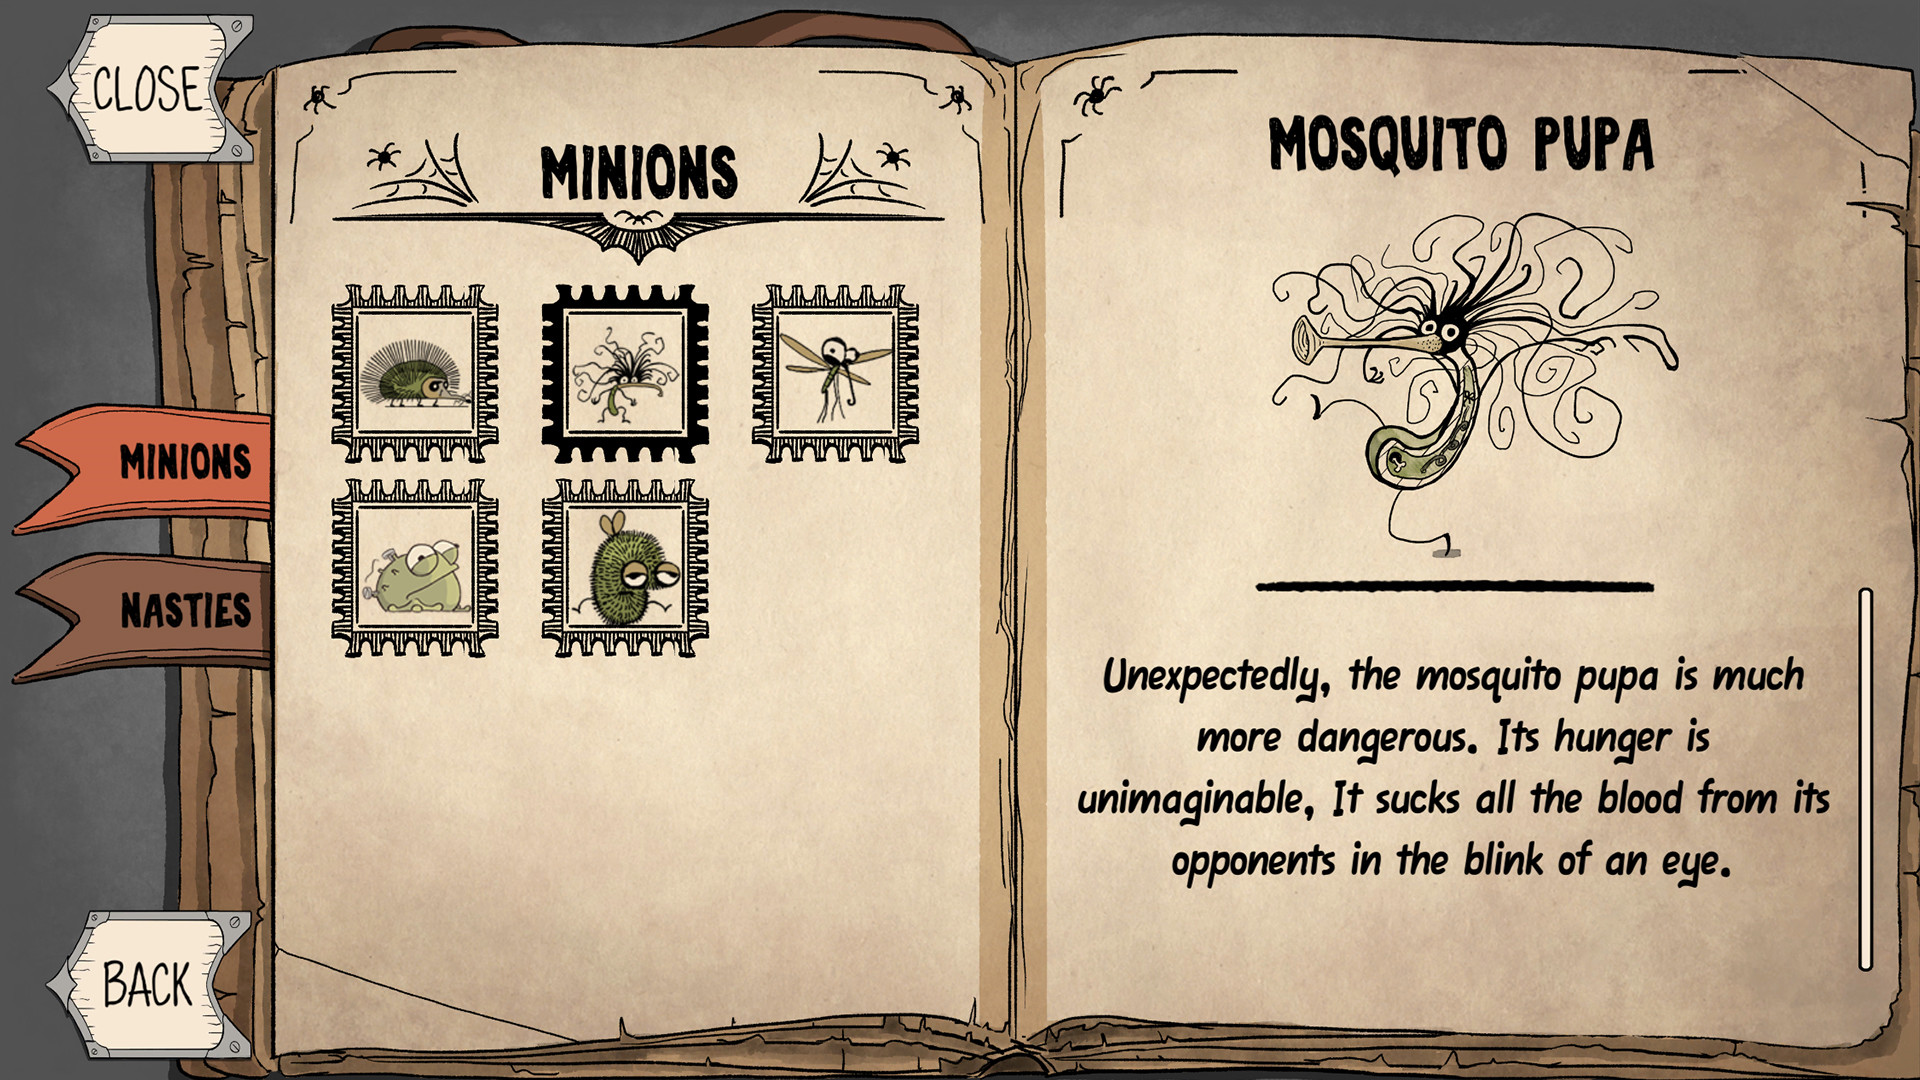 CLOSE
MINIONS
MINIONS
NASTIES
BACK
MOSQUITO PUPA
Unexpectedly, the mosquito pupa is much
more dangerous. Its hunger is
unimaginable, It sucks all the blood from its
opponents in the blink of an eye.